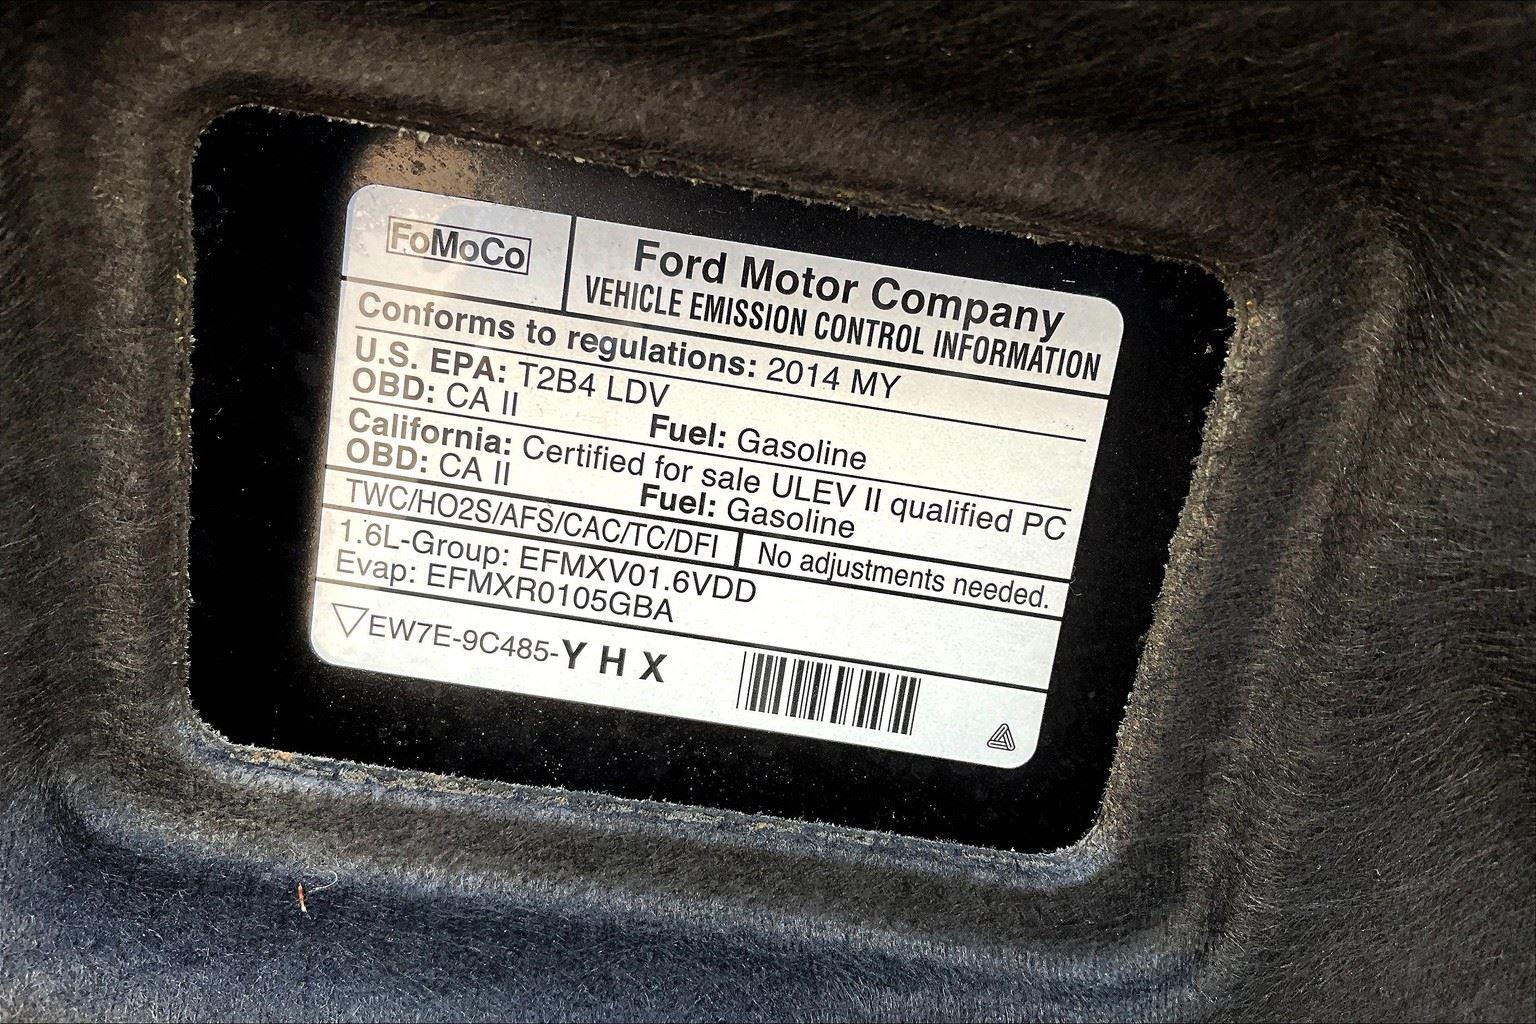 FoMoCo
Ford Motor Company
VEHICLE EMISSION CONTROL INFORMATION
Conforms to regulations: 2014 MY
U.S. EPA: T2B4 LDV
OBD: CA II Fuel: Gasoline
California: Certified for sale ULEV II qualified PC
OBD: CA II Fuel: Gasoline
TWC/HO2S/AFS/CAC/TC/DFI No adjustments needed.
1.6L-Group: EFMXV01.6VDD
Evap: EFMXR0105GBA
EW7E-9C485-Y H X